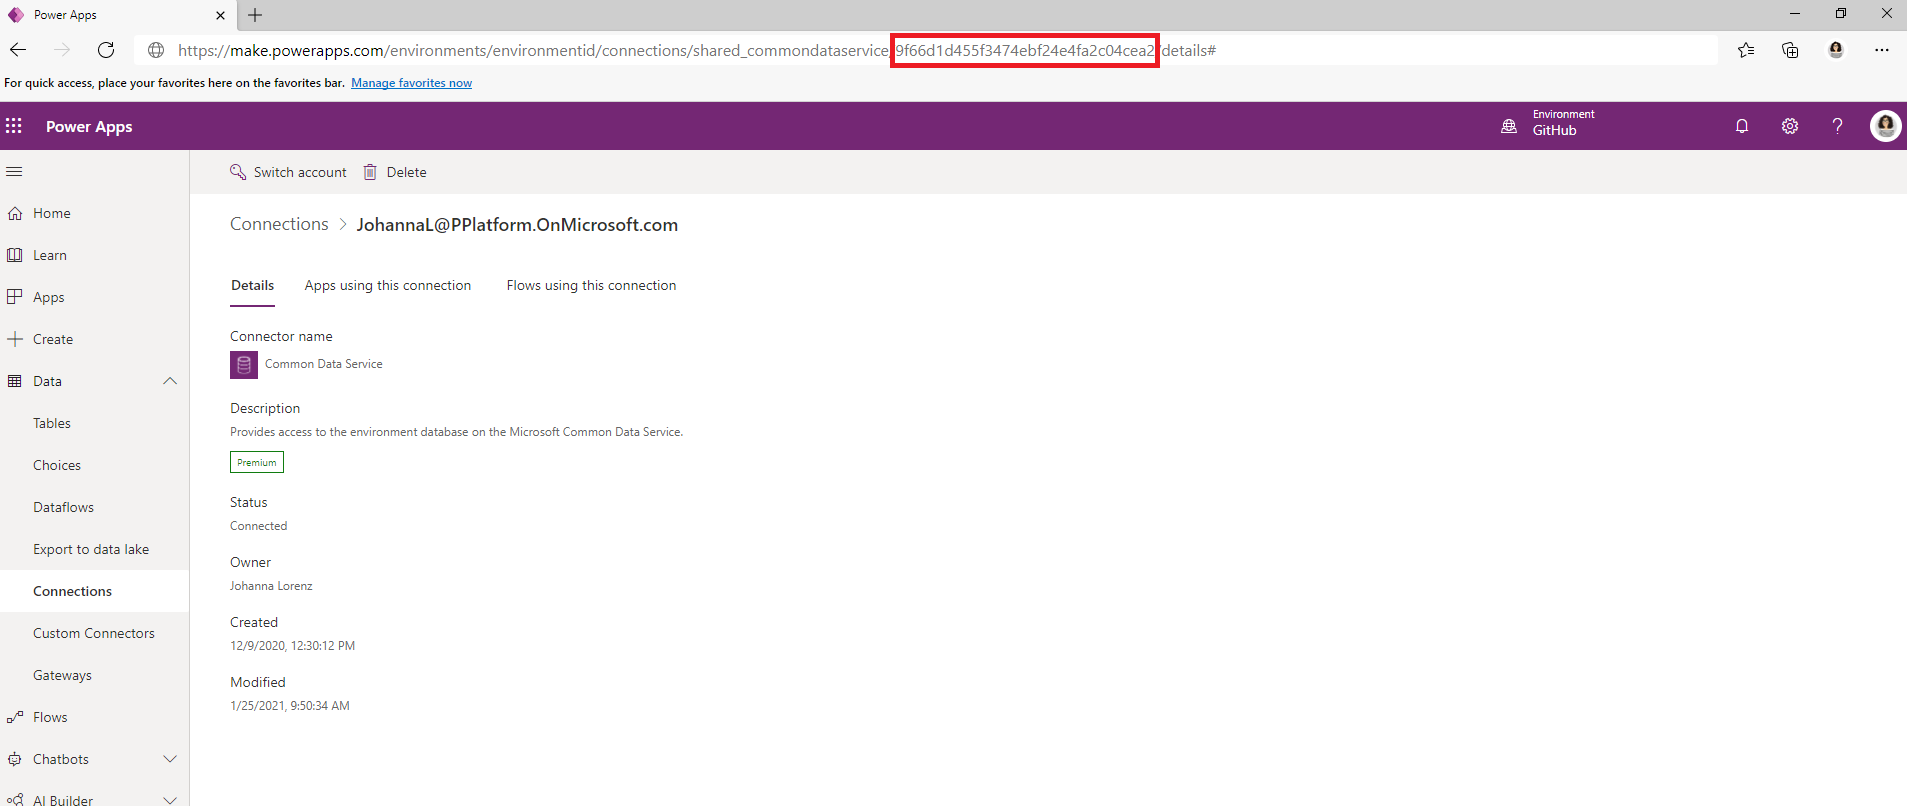 Power Apps
https://make.powerapps.com/environments/environmentid/connections/shared_commondataservice/9f66d1d455f3474ebf24e4fa2c04cea2/details#
For quick access, place your favorites here on the favorites bar. Manage favorites now
Power Apps
Environment
GitHub
Switch account
Delete
Home
Learn
Apps
Create
Data
Tables
Choices
Dataflows
Export to data lake
Connections
Custom Connectors
Gateways
Flows
Chatbots
AI Builder
Connections > JohannaL@PPlatform.OnMicrosoft.com
Details
Apps using this connection
Flows using this connection
Connector name
Common Data Service
Description
Provides access to the environment database on the Microsoft Common Data Service.
Premium
Status
Connected
Owner
Johanna Lorenz
Created
12/9/2020, 12:30:12 PM
Modified
1/25/2021, 9:50:34 AM